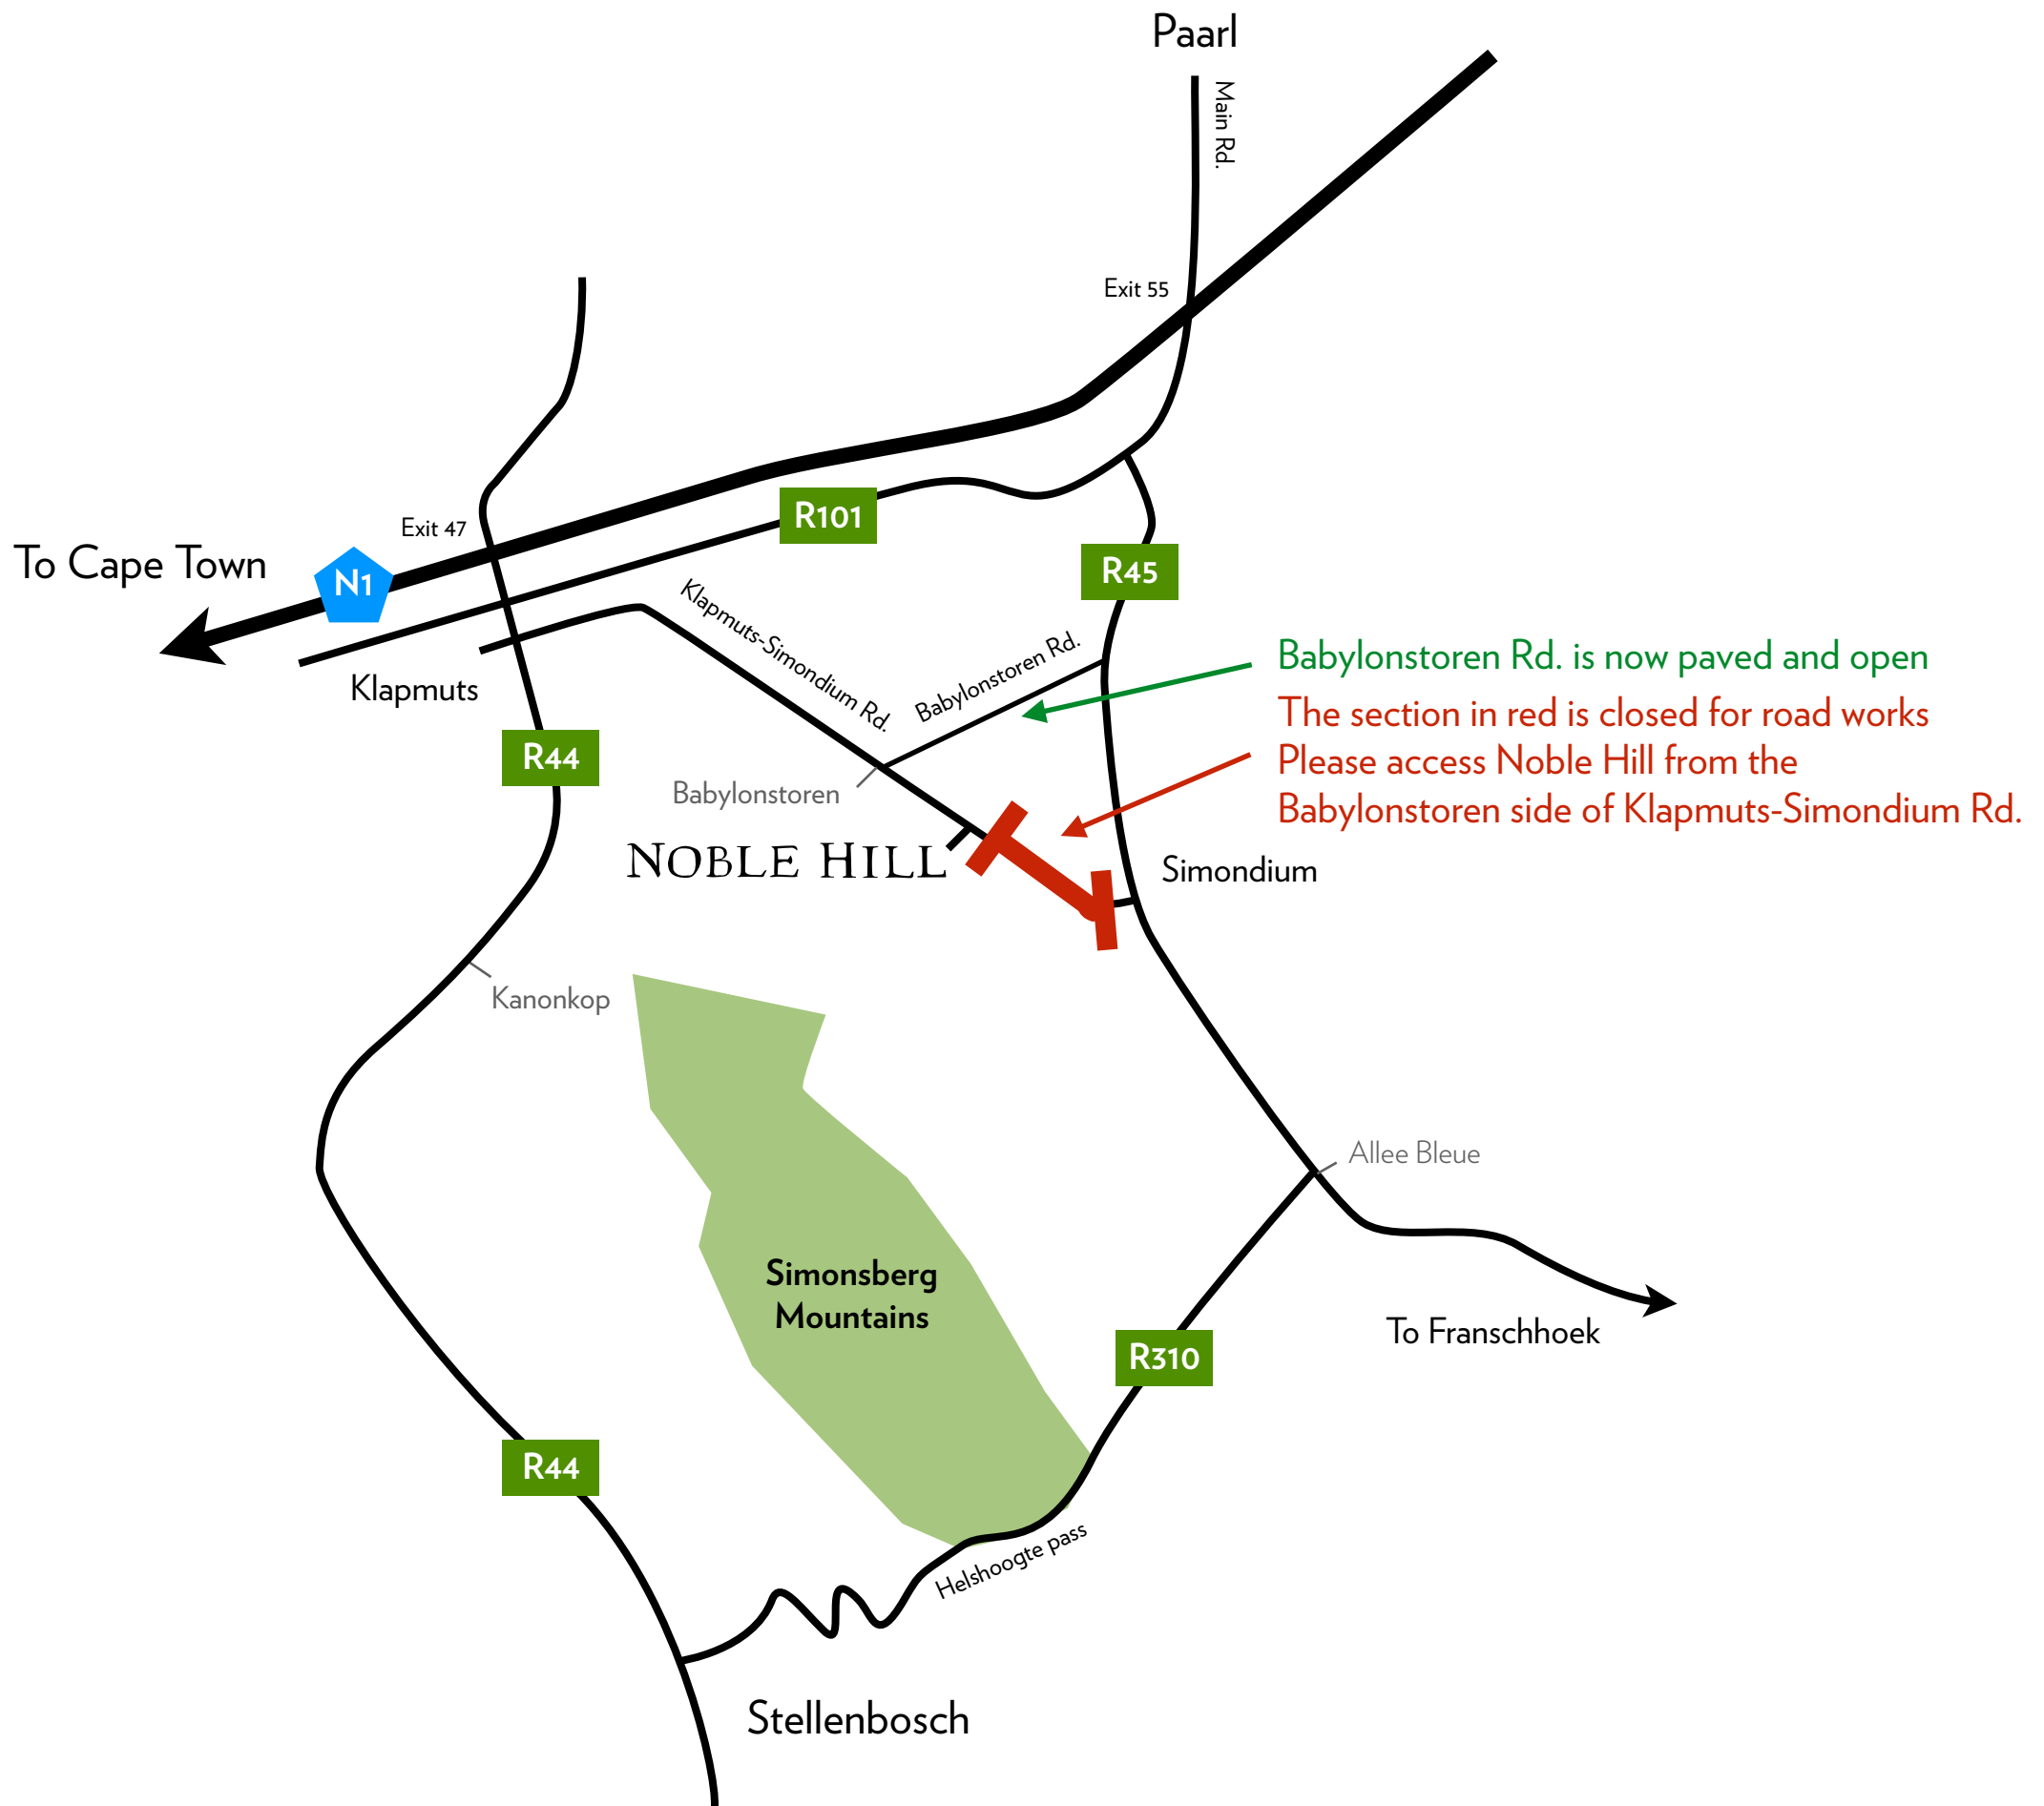 Paarl
Main Rd.
Exit 55
R101
Exit 47
To Cape Town
N1
R45
Klapmuts-Simondium Rd.
Babylonstoren Rd.
Babylonstoren Rd. is now paved and open
Klapmuts
The section in red is closed for road works
Please access Noble Hill from the
Babylonstoren side of Klapmuts-Simondium Rd.
R44
Babylonstoren
NOBLE HILL
Simondium
Kanonkop
Allee Bleue
Simonsberg
Mountains
To Franschhoek
R310
R44
Helshoogte pass
Stellenbosch